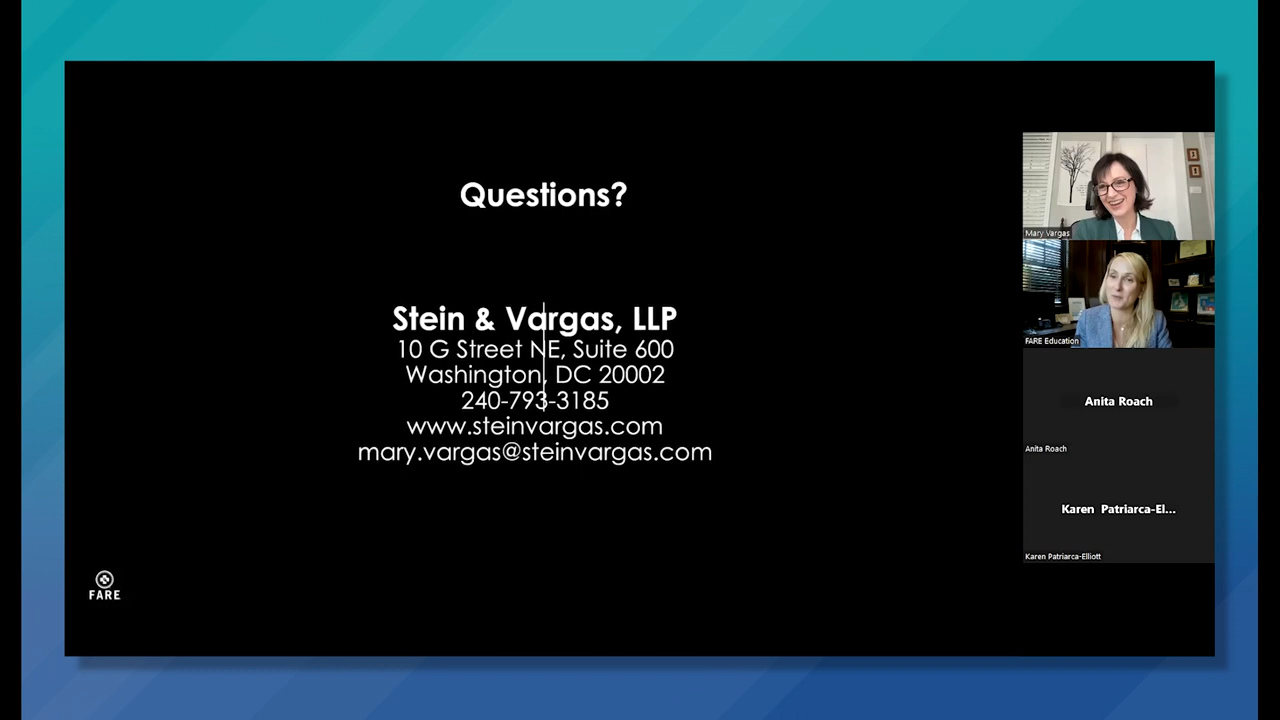 Questions?
Stein & Vargas, LLP
10 G Street NE, Suite 600
Washington, DC 20002
240-793-3185
www.steinvargas.com
mary.vargas@steinvargas.com
FARE
Mary Vargas
FARE Education
Anita Roach
Anita Roach
Karen Patriarca-El...
Karen Patriarca-Elliott